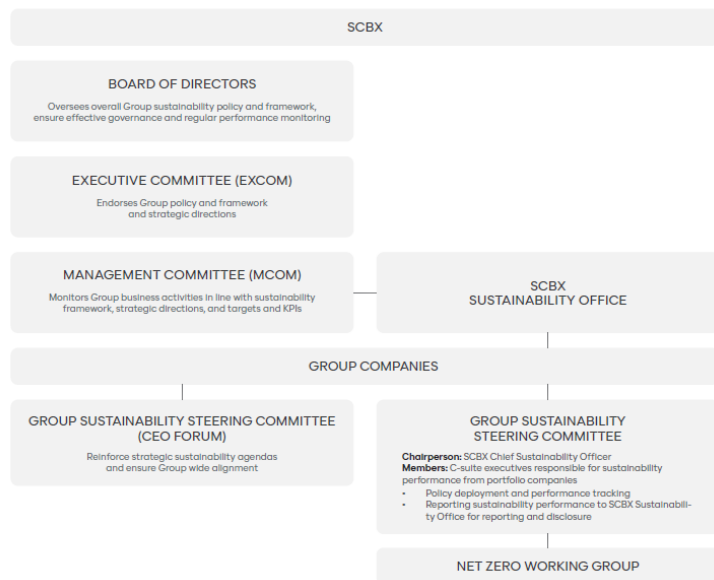 SCBX
BOARD OF DIRECTORS
Oversees overall Group sustainability policy and framework,
ensure effective governance and regular performance monitoring
EXECUTIVE COMMITTEE (EXCOM)
Endorses Group policy and framework
and strategic directions
MANAGEMENT COMMITTEE (MCOM)
Monitors Group business activities in line with sustainability
framework, strategic directions, and targets and KPIs
SCBX
SUSTAINABILITY OFFICE
GROUP COMPANIES
GROUP SUSTAINABILITY STEERING COMMITTEE
(CEO FORUM)
Reinforce strategic sustainability agendas
and ensure Group wide alignment
GROUP SUSTAINABILITY
STEERING COMMITTEE
Chairperson: SCBX Chief Sustainability Officer
Members: C-suite executives responsible for sustainability
performance from portfolio companies
• Policy deployment and performance tracking
• Reporting sustainability performance to SCBX Sustainabili-
ty Office for reporting and disclosure
NET ZERO WORKING GROUP